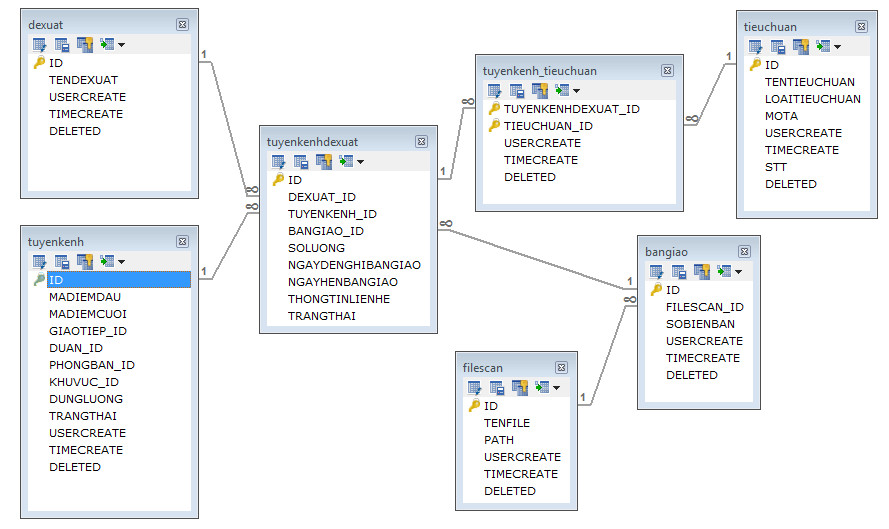 dexuat
ID
TENDEXUAT
USERCREATE
TIMECREATE
DELETED
tuyenkenh
ID
MADIEMDAU
MADIEMCUOI
GIAOTIEP_ID
DUAN_ID
PHONGBAN_ID
KHUVUC_ID
DUNGLUONG
TRANGTHAI
USERCREATE
TIMECREATE
DELETED
tuyenkenhdexuat
ID
DEXUAT_ID
TUYENKENH_ID
BANGIAO_ID
SOLUONG
NGAYDENGHIBANGIAO
NGAYHENBANGIAO
THONGTINLIENHE
TRANGTHAI
tuyenkenh_tieuchuan
TUYENKENHDEXUAT_ID
TIEUCHUAN_ID
USERCREATE
TIMECREATE
DELETED
tieuchuan
ID
TENTIEUCHUAN
LOAITIEUCHUAN
MOTA
USERCREATE
TIMECREATE
STT
DELETED
bangiao
ID
FILESCAN_ID
SOBIENBAN
USERCREATE
TIMECREATE
DELETED
filescan
ID
TENFILE
PATH
USERCREATE
TIMECREATE
DELETED
1
∞
1
∞
1
∞
1
∞
1
∞
1
∞